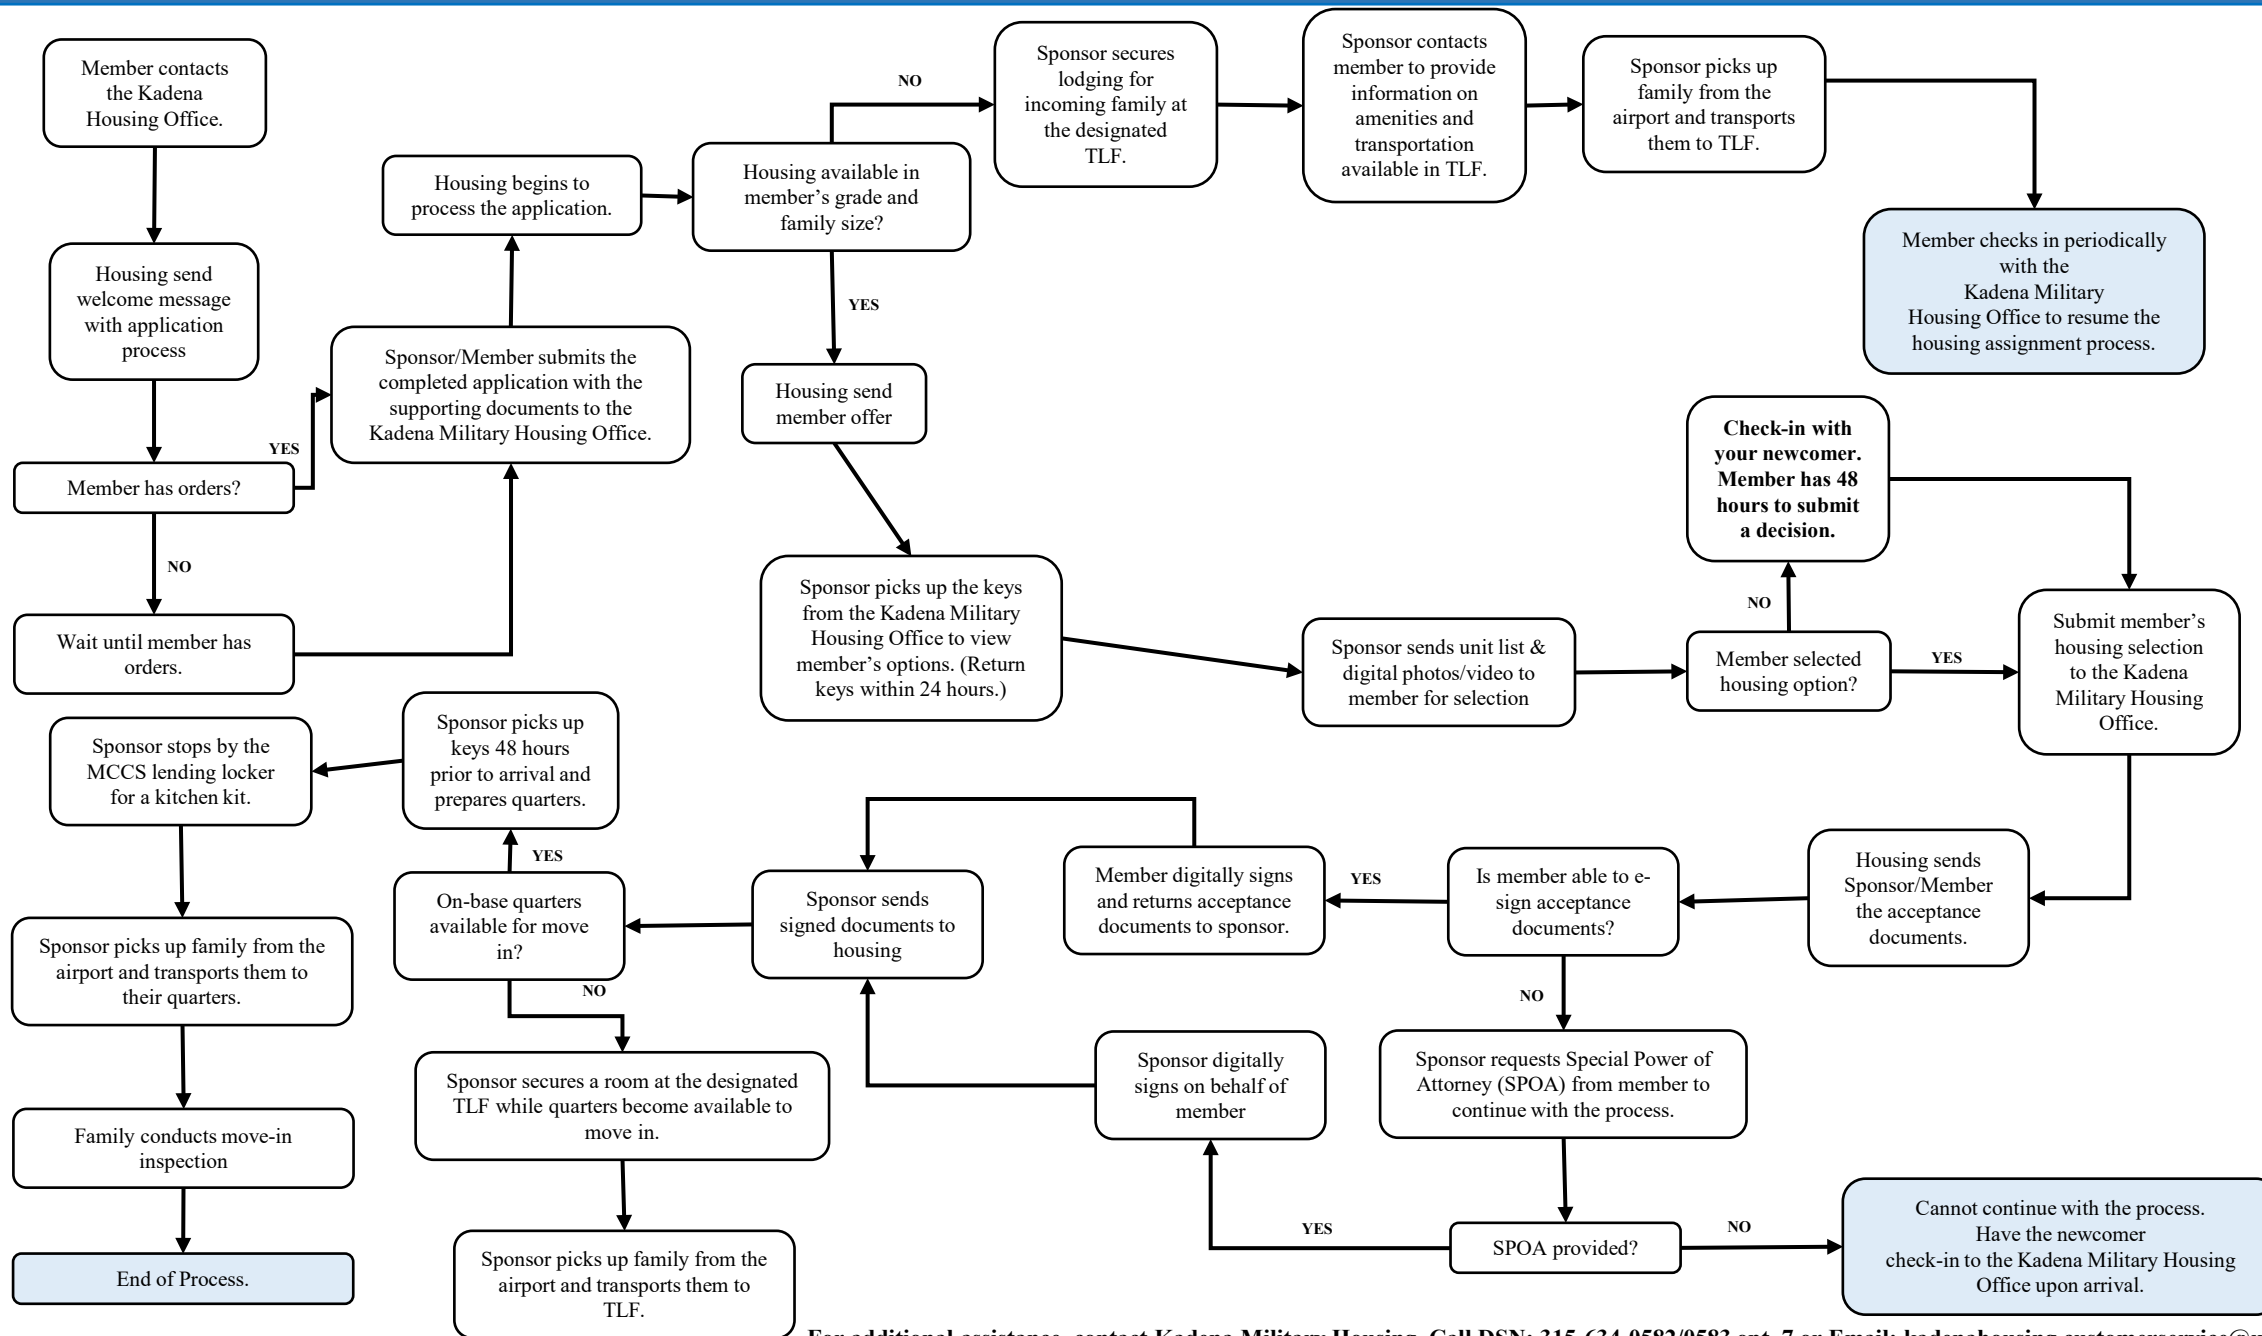 Member contacts
the Kadena
Housing Office.
Housing send
welcome message
with application
process
Member has orders?
YES
NO
Wait until member has
orders.
Sponsor/Member submits the
completed application with the
supporting documents to the
Kadena Military Housing Office.
Housing begins to
process the application.
Housing available in
member’s grade and
family size?
NO
YES
Sponsor secures
lodging for
incoming family at
the designated
TLF.
Sponsor contacts
member to provide
information on
amenities and
transportation
available in TLF.
Sponsor picks up
family from the
airport and transports
them to TLF.
Member checks in periodically
with the
Kadena Military
Housing Office to resume the
housing assignment process.
Housing send
member offer
Sponsor picks up the keys
from the Kadena Military
Housing Office to view
member’s options. (Return
keys within 24 hours.)
Sponsor sends unit list &
digital photos/video to
member for selection
Member selected
housing option?
NO
YES
Check-in with
your newcomer.
Member has 48
hours to submit
a decision.
Submit member’s
housing selection
to the Kadena
Military Housing
Office.
Housing sends
Sponsor/Member
the acceptance
documents.
Is member able to e-
sign acceptance
documents?
YES
NO
Member digitally signs
and returns acceptance
documents to sponsor.
Sponsor requests Special Power of
Attorney (SPOA) from member to
continue with the process.
SPOA provided?
YES
NO
Sponsor digitally
signs on behalf of
member
Cannot continue with the process.
Have the newcomer
check-in to the Kadena Military Housing
Office upon arrival.
Sponsor sends
signed documents to
housing
On-base quarters
available for move
in?
YES
NO
Sponsor picks up
keys 48 hours
prior to arrival and
prepares quarters.
Sponsor stops by the
MCCS lending locker
for a kitchen kit.
Sponsor picks up family from the
airport and transports them to
their quarters.
Family conducts move-in
inspection
End of Process.
Sponsor secures a room at the designated
TLF while quarters become available to
move in.
Sponsor picks up family from the
airport and transports them to
TLF.
For additional assistance, contact Kadena Military Housing. Call DSN: 315-634-0582/0583